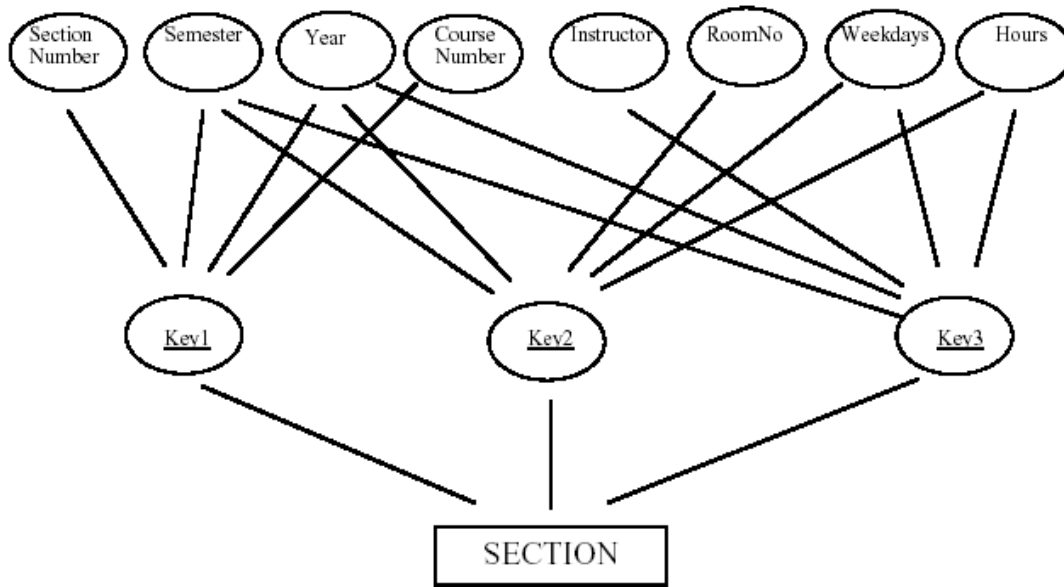 Section
Number
Semester
Year
Course
Number
Instructor
RoomNo
Weekdays
Hours
Key1
Key2
Key3
SECTION